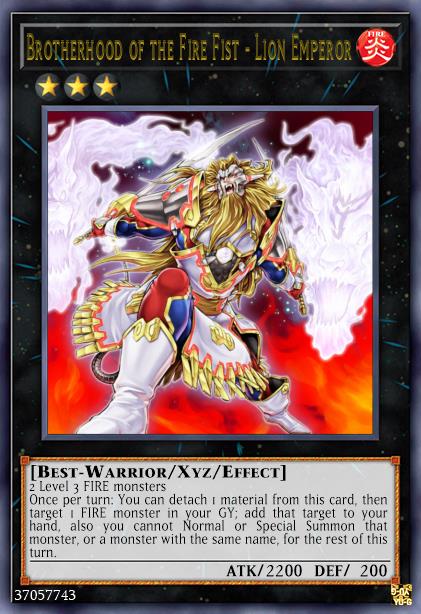 Brotherhood of the Fire Fist - Lion Emperor
FIRE
炎
[Best-Warrior/Xyz/Effect]
2 Level 3 FIRE monsters
Once per turn: You can detach 1 material from this card, then
target 1 FIRE monster in your GY; add that target to your
hand, also you cannot Normal or Special Summon that
monster, or a monster with the same name, for the rest of this
turn.
ATK/2200 DEF/ 200
37057743